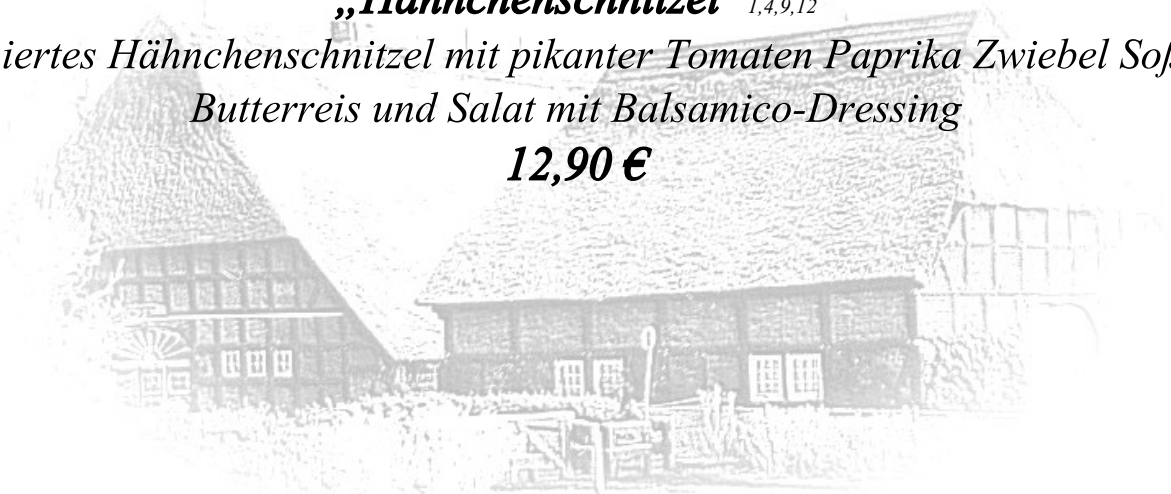 „Hähnchenschnitzel 1,4,9,12
iertes Hähnchenschnitzel mit pikanter Tomaten Paprika Zwiebel Soß
Butterreis und Salat mit Balsamico-Dressing
12,90 €